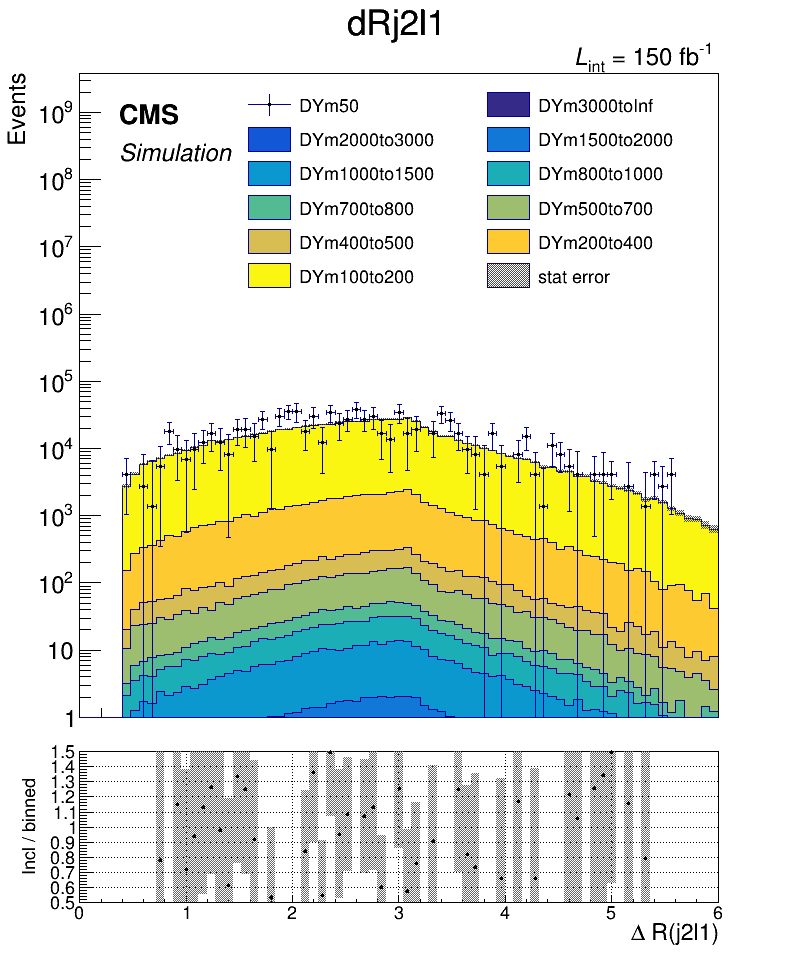 dRj2l1
L_int = 150 fb^-1
Events
CMS
Simulation
DYm50
DYm3000toInf
DYm2000to3000
DYm1500to2000
DYm1000to1500
DYm800to1000
DYm700to800
DYm500to700
DYm400to500
DYm200to400
DYm100to200
stat error
10^9
10^8
10^7
10^6
10^5
10^4
10^3
10^2
10
1
Incl / binned
1.5
1.4
1.3
1.2
1.1
1
0.9
0.8
0.7
0.6
0.5
0 1 2 3 4 5 6
Δ R(j2l1)